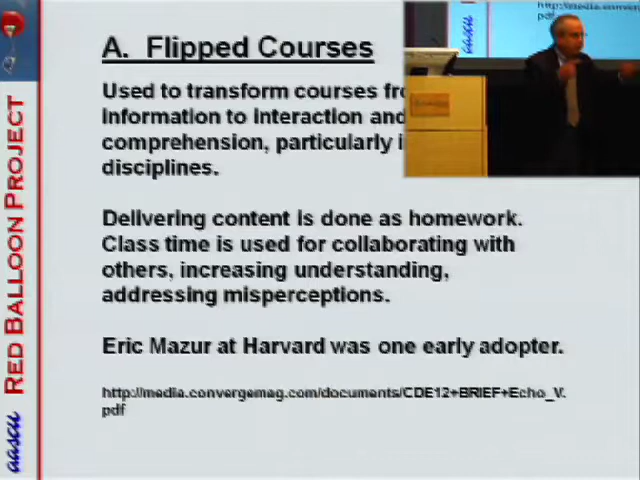 A. Flipped Courses
Used to transform courses fr
Information to Interaction and
comprehension, particularly i
disciplines.
Delivering content is done as homework.
Class time is used for collaborating with
others, increasing understanding,
addressing misperceptions.
Eric Mazur at Harvard was one early adopter.
http://media.convergemag.com/documents/CDE12+BRIEF+Echo_V.
pdf
RED BALLOON PROJECT
aascu
pdf